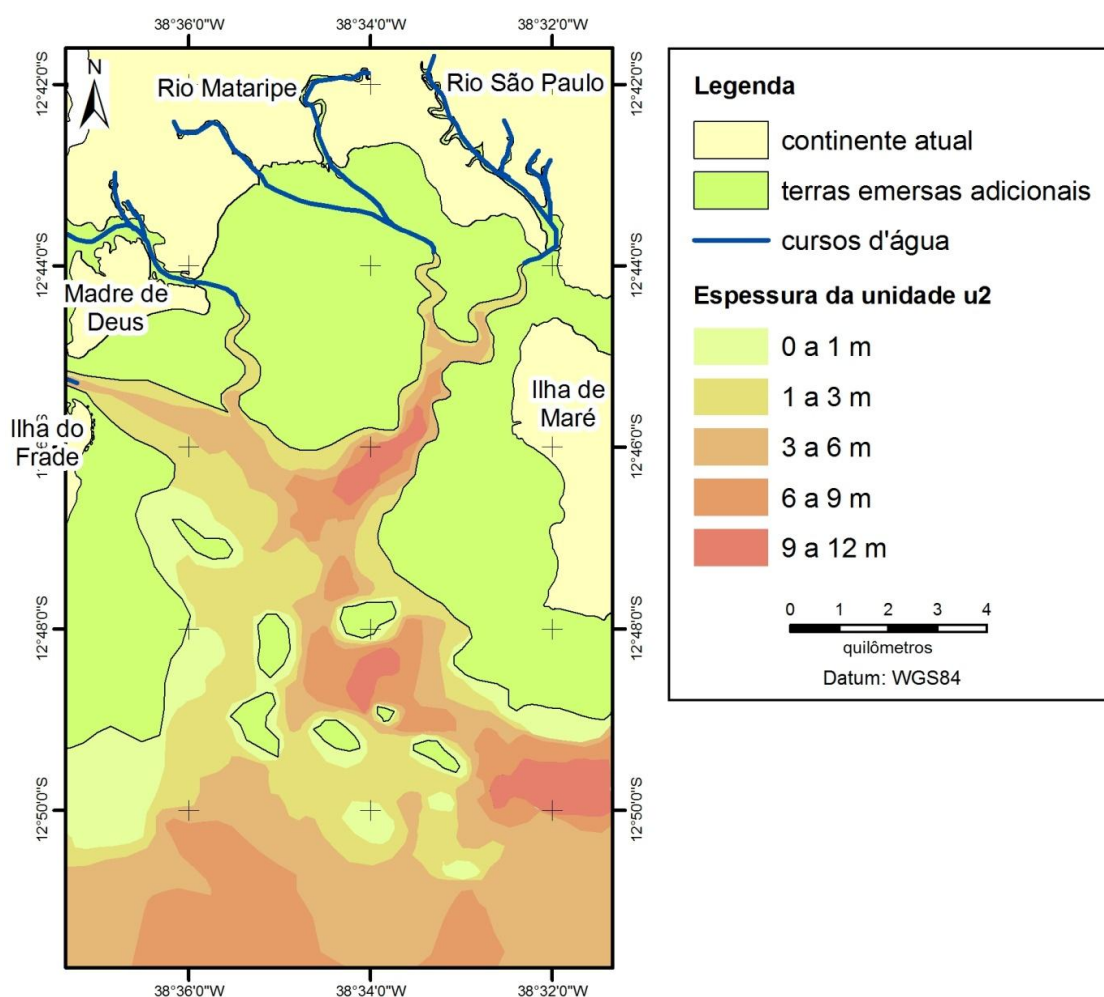 38°36'0"W
38°34'0"W
38°32'0"W
N
12°42'0"S
12°42'0"S
Rio Mataripe
Rio São Paulo
12°44'0"S
12°44'0"S
Madre de
Deus
Ilha do
Frade
Ilha de
Maré
12°46'0"S
12°48'0"S
12°48'0"S
12°50'0"S
12°50'0"S
38°36'0"W
38°34'0"W
38°32'0"W
Legenda
continente atual
terras emersas adicionais
cursos d'água
Espessura da unidade u2
0 a 1 m
1 a 3 m
3 a 6 m
6 a 9 m
9 a 12 m
0 1 2 3 4
quilômetros
Datum: WGS84